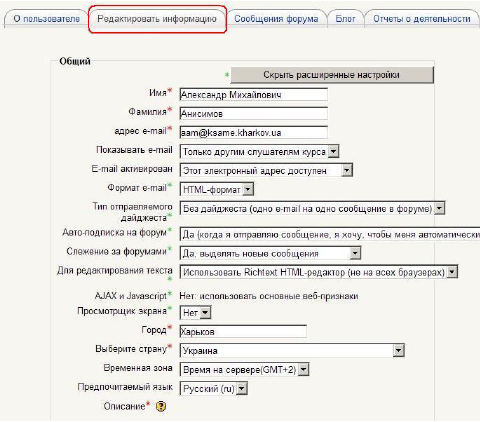 О пользователе Редактировать информацию Сообщения форума Блог Отчеты о деятельности
Общий
* Скрыть расширенные настройки
Имя* Александр Михайлович
Фамилия* Анисимов
адрес e-mail* aam@ksame.kharkov.ua
Показывать e-mail Только другим слушателям курса
E-mail активирован Этот электронный адрес доступен
Формат e-mail* HTML-формат
Тип отправляемого
дайджеста* Без дайджеста (одно e-mail на одно сообщение в форуме)
Авто-подписка на форум* Да (когда я отправляю сообщение, я хочу, чтобы меня автоматически
Слежение за форумами* Да, выделять новые сообщения
Для редактирования текста Использовать Richtext HTML-редактор (не на всех браузерах)
*
AJAX и Javascript* Нет: использовать основные веб-признаки
Просмотрщик экрана* Нет
Город* Харьков
Выберите страну* Украина
Временная зона Время на сервере(GMT+2)
Предпочитаемый язык Русский (ru)
Описание* ?